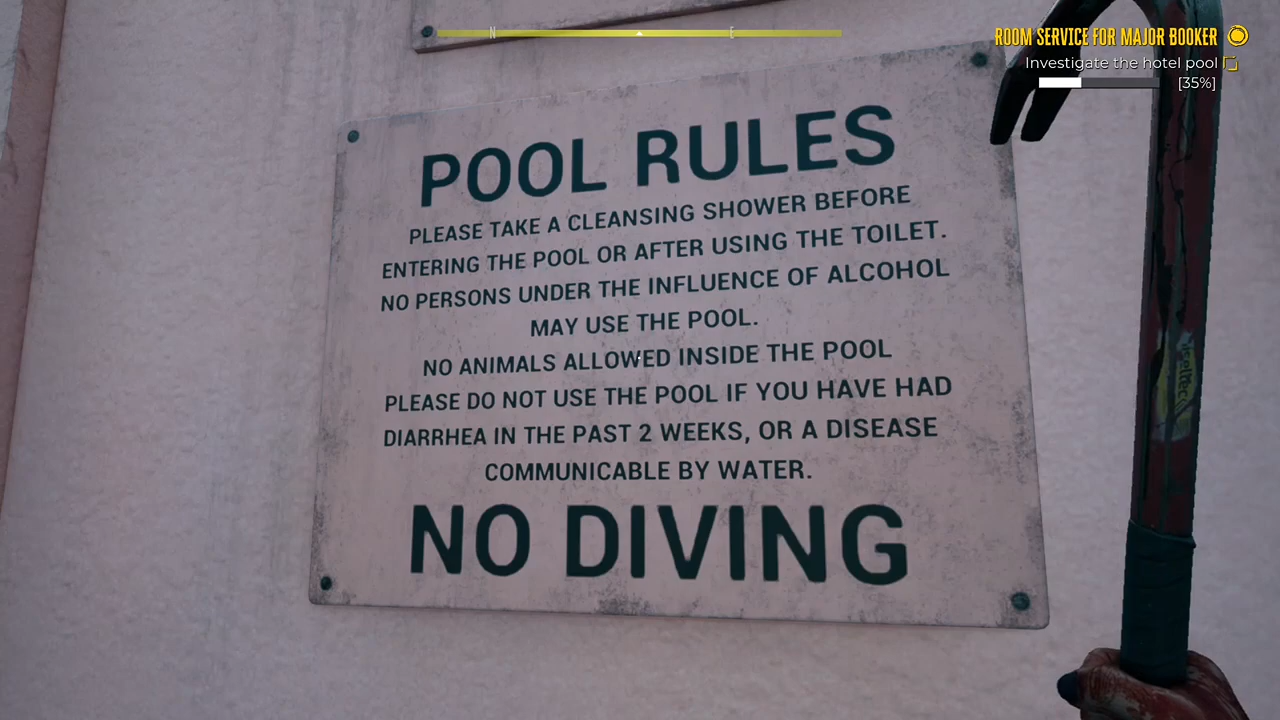 N
E
ROOM SERVICE FOR MAJOR BOOKER
Investigate the hotel pool
[35%]
POOL RULES
PLEASE TAKE A CLEANSING SHOWER BEFORE
ENTERING THE POOL OR AFTER USING THE TOILET.
NO PERSONS UNDER THE INFLUENCE OF ALCOHOL
MAY USE THE POOL.
NO ANIMALS ALLOWED INSIDE THE POOL
PLEASE DO NOT USE THE POOL IF YOU HAVE HAD
DIARRHEA IN THE PAST 2 WEEKS, OR A DISEASE
COMMUNICABLE BY WATER.
NO DIVING